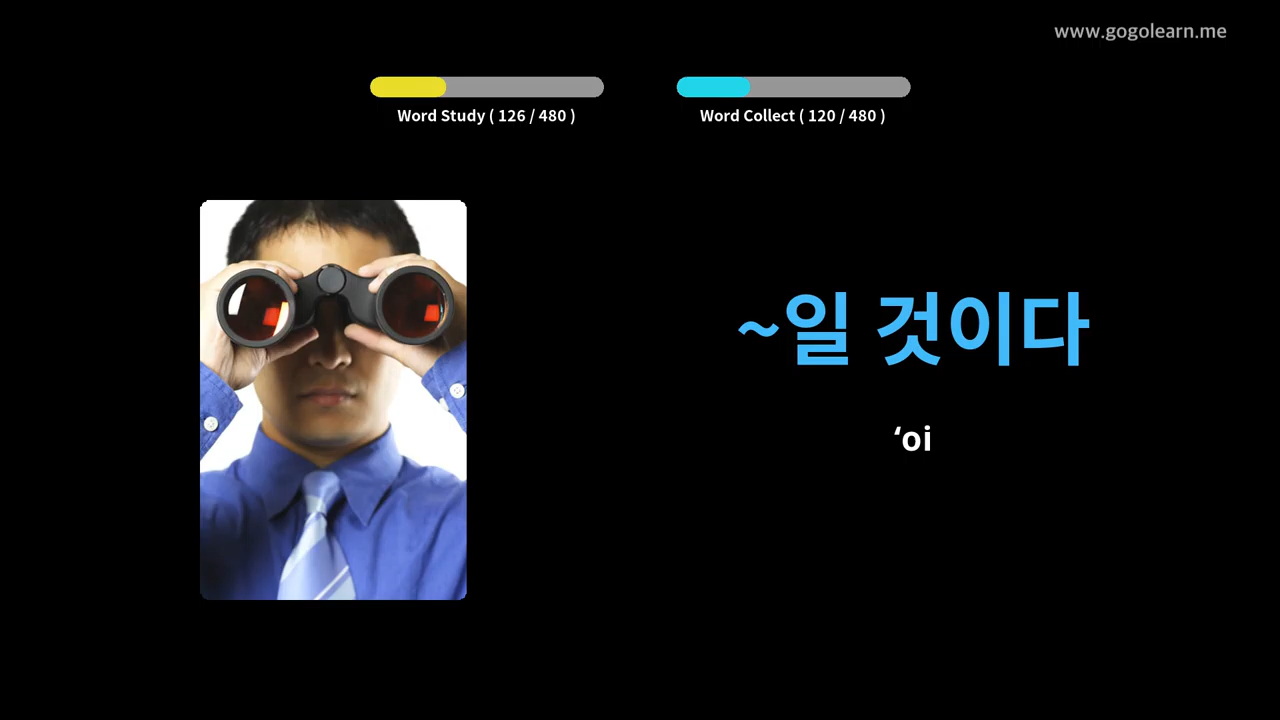 www.gogolearn.me
Word Study ( 126 / 480 )
Word Collect ( 120 / 480 )
~일 것이다
‘oi